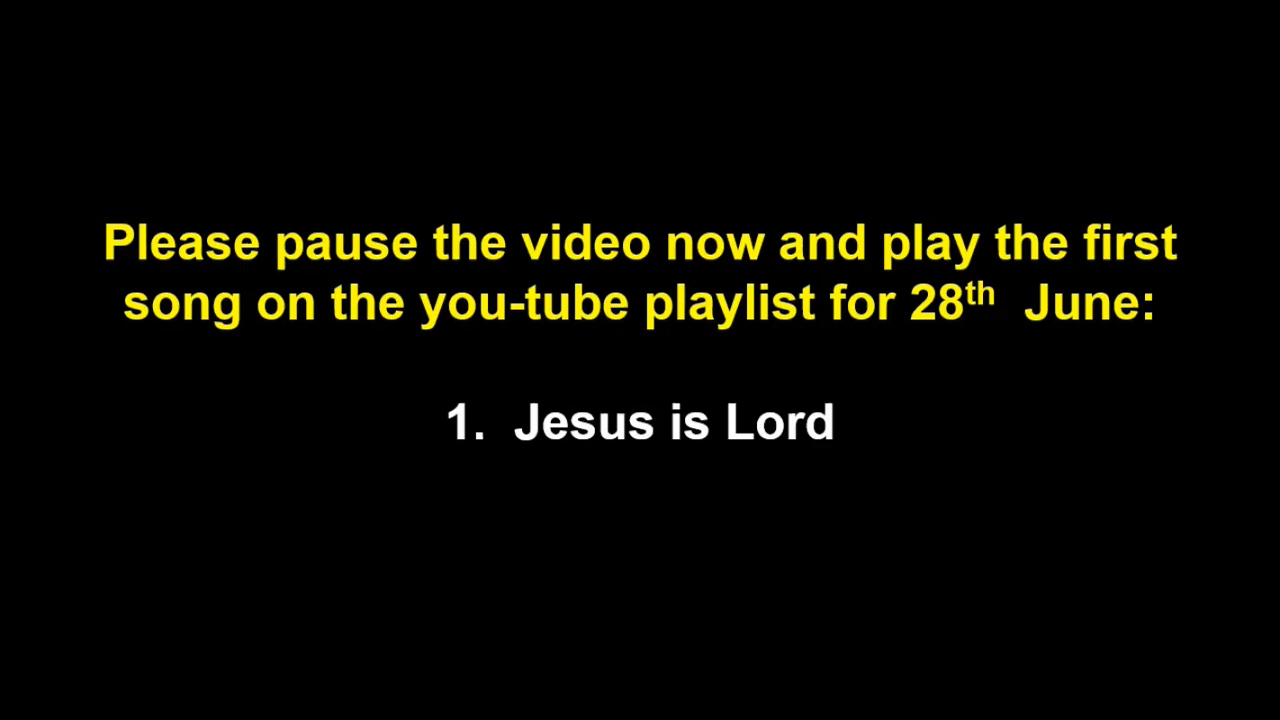 Please pause the video now and play the first
song on the you-tube playlist for 28th June:
1. Jesus is Lord